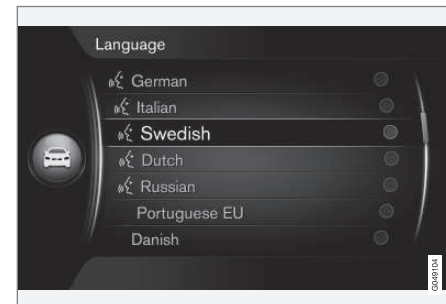 Language
German
Italian
Swedish
Dutch
Russian
Portuguese EU
Danish
G049104